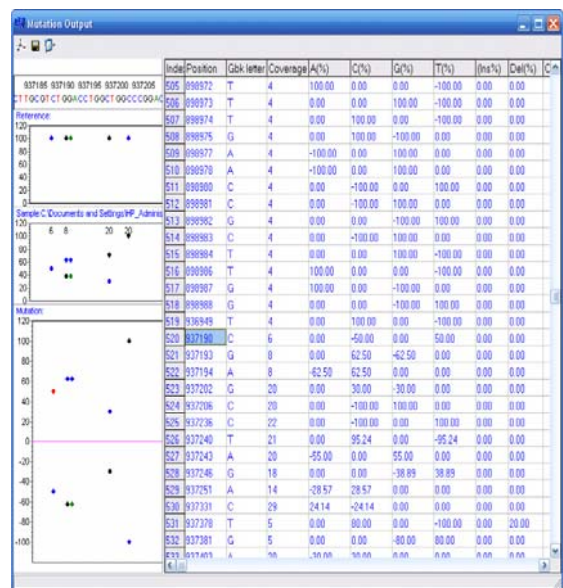 Mutation Output
Index Position Gbk letter Coverage A(%) C(%) G(%) T(%) (Ins%) Del(%) C
937185 937190 937195 937200 937205
CTTGCGTCTGGACCTGGCTGGCCCGGAC
Reference:
120
100
80
60
40
20
0
Sample:C:\Documents and Settings\HP_Adminis
120
100
80
60
40
20
0
6 8 20 20
Mutation:
120
100
80
60
40
20
0
-20
-40
-60
-80
-100
505 898972 T 4 100.00 0.00 0.00 -100.00 0.00 0.00
506 898973 T 4 0.00 0.00 100.00 -100.00 0.00 0.00
507 898974 T 4 0.00 100.00 0.00 -100.00 0.00 0.00
508 898975 G 4 0.00 100.00 -100.00 0.00 0.00 0.00
509 898977 A 4 -100.00 0.00 100.00 0.00 0.00 0.00
510 898978 A 4 -100.00 0.00 100.00 0.00 0.00 0.00
511 898980 C 4 0.00 -100.00 0.00 100.00 0.00 0.00
512 898981 C 4 0.00 -100.00 100.00 0.00 0.00 0.00
513 898982 G 4 0.00 0.00 -100.00 100.00 0.00 0.00
514 898983 C 4 0.00 -100.00 100.00 0.00 0.00 0.00
515 898984 T 4 0.00 0.00 100.00 -100.00 0.00 0.00
516 898986 T 4 100.00 0.00 0.00 -100.00 0.00 0.00
517 898987 G 4 100.00 0.00 -100.00 0.00 0.00 0.00
518 898988 G 4 0.00 0.00 -100.00 100.00 0.00 0.00
519 936949 T 4 0.00 100.00 0.00 -100.00 0.00 0.00
520 937190 C 6 0.00 -50.00 0.00 50.00 0.00 0.00
521 937193 G 8 0.00 62.50 -62.50 0.00 0.00 0.00
522 937194 A 8 -62.50 62.50 0.00 0.00 0.00 0.00
523 937202 G 20 0.00 30.00 -30.00 0.00 0.00 0.00
524 937206 C 20 0.00 -100.00 100.00 0.00 0.00 0.00
525 937236 C 22 0.00 -100.00 0.00 100.00 0.00 0.00
526 937240 T 21 0.00 95.24 0.00 -95.24 0.00 0.00
527 937243 A 20 -55.00 0.00 55.00 0.00 0.00 0.00
528 937246 G 18 0.00 0.00 -38.89 38.89 0.00 0.00
529 937251 A 14 -28.57 28.57 0.00 0.00 0.00 0.00
530 937331 C 29 24.14 -24.14 0.00 0.00 0.00 0.00
531 937378 T 5 0.00 80.00 0.00 -100.00 0.00 20.00
532 937381 G 5 0.00 0.00 -80.00 80.00 0.00 0.00
533 937403 A 20 -30.00 30.00 0.00 0.00 0.00 0.00